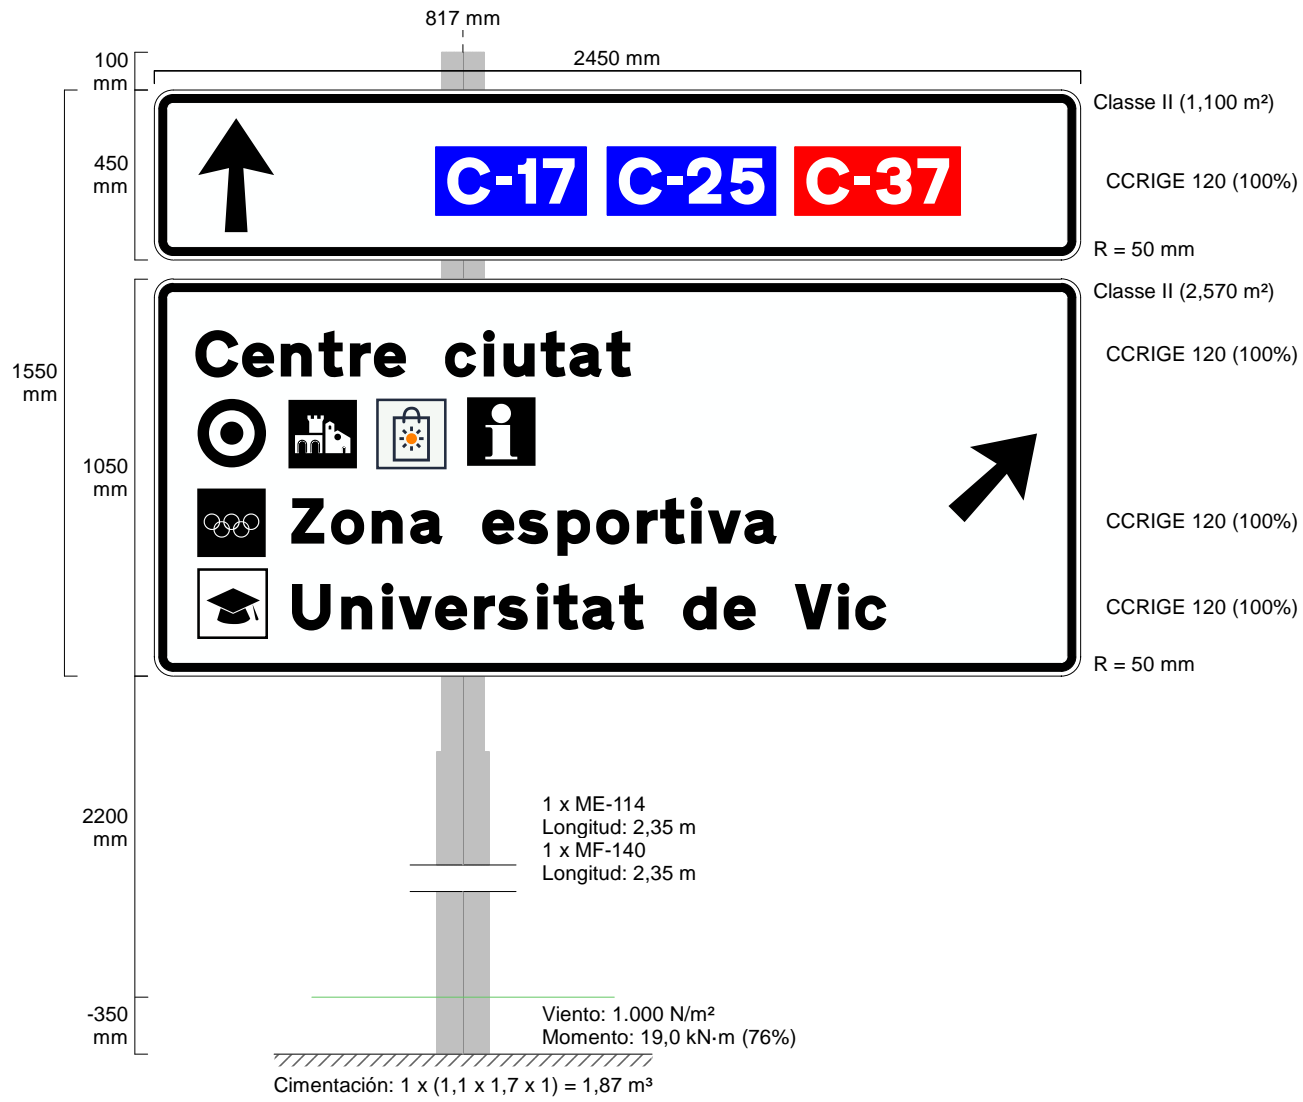 817 mm
100
mm
2450 mm
Classe II (1,100 m²)
450
mm
C-17 C-25 C-37
CCRIGE 120 (100%)
R = 50 mm
Classe II (2,570 m²)
Centre ciutat
CCRIGE 120 (100%)
1550
mm
i
1050
mm
Zona esportiva
CCRIGE 120 (100%)
Universitat de Vic
CCRIGE 120 (100%)
R = 50 mm
2200
mm
1 x ME-114
Longitud: 2,35 m
1 x MF-140
Longitud: 2,35 m
-350
mm
Viento: 1.000 N/m²
Momento: 19,0 kN·m (76%)
Cimentación: 1 x (1,1 x 1,7 x 1) = 1,87 m³